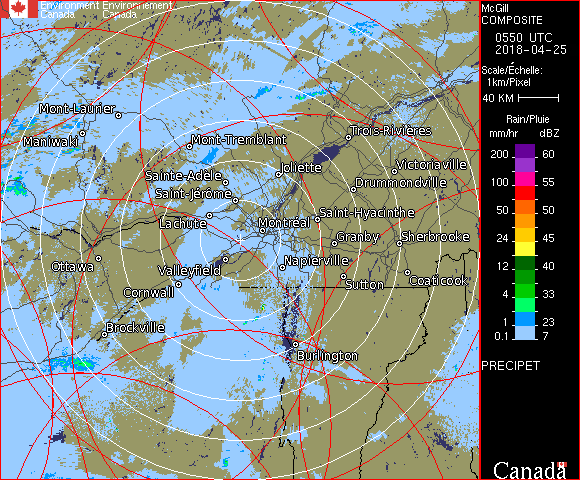 Environment Environnement
Canada Canada
Mont-Laurier
Maniwaki
Mont-Tremblant
Trois-Rivières
Sainte-Adèle
Joliette
Victoriaville
Saint-Jérôme
Drummondville
Lachute
Montréal
Saint-Hyacinthe
Granby
Sherbrooke
Ottawa
Valleyfield
Napierville
Cornwall
Sutton
Coaticook
Brockville
Burlington
McGill
COMPOSITE
0550 UTC
2018-04-25
Scale/Échelle:
1km/Pixel
40 KM
Rain/Pluie
mm/hr dBZ
200 60
100 55
50 50
24 45
12 40
4 33
1 23
0.1 7
PRECIPET
Canada